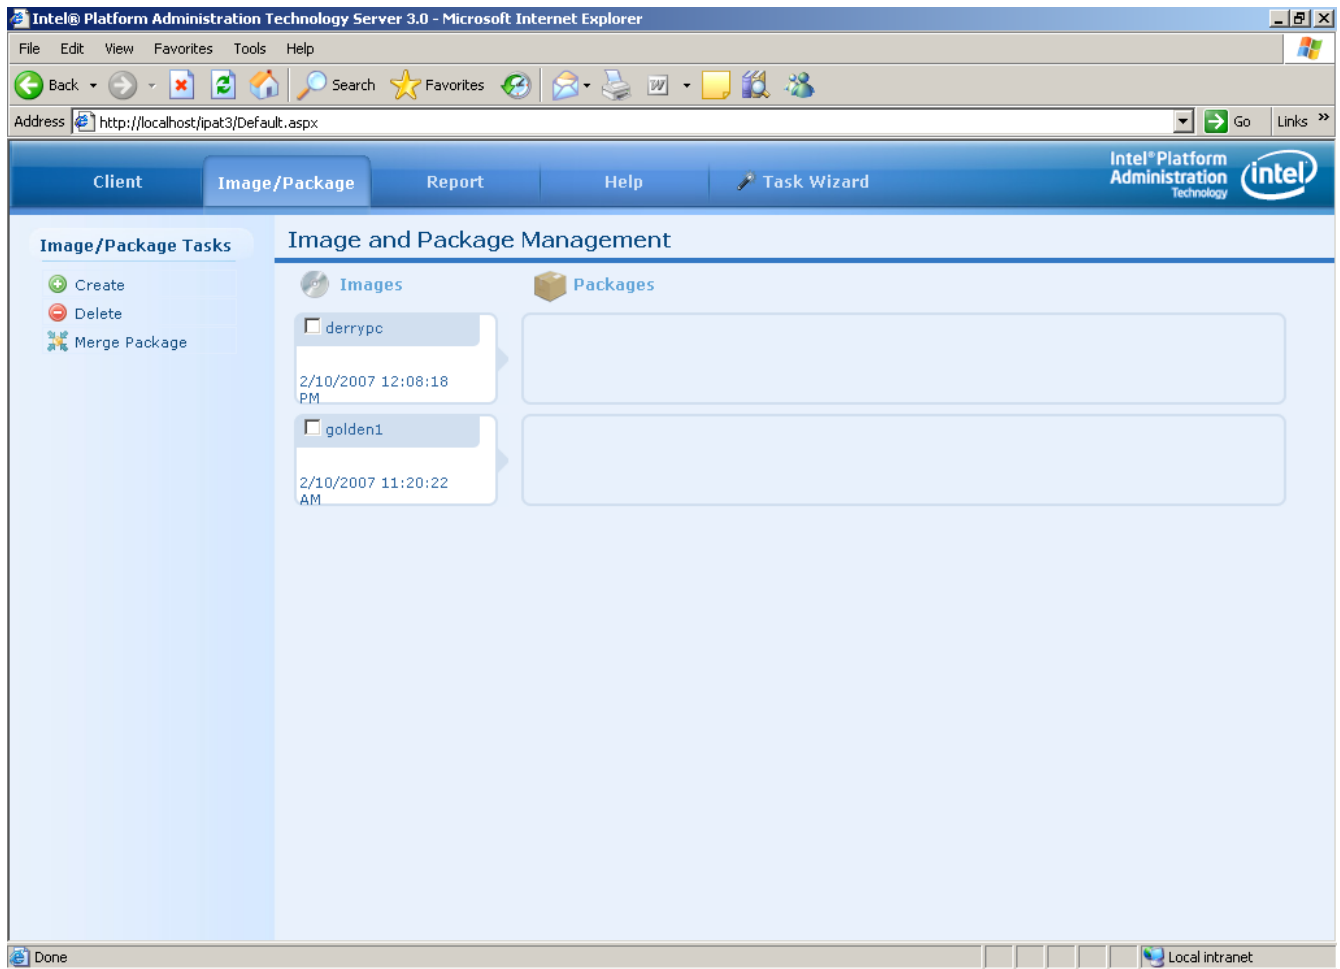 Intel® Platform Administration Technology Server 3.0 - Microsoft Internet Explorer
File Edit View Favorites Tools Help
Back Search Favorites
Address http://localhost/ipat3/Default.aspx Go Links »
Client Image/Package Report Help Task Wizard
Intel® Platform
Administration
Technology
intel
Image/Package Tasks
Create
Delete
Merge Package
Image and Package Management
Images Packages
derrypc
2/10/2007 12:08:18
PM
golden1
2/10/2007 11:20:22
AM
Done Local intranet